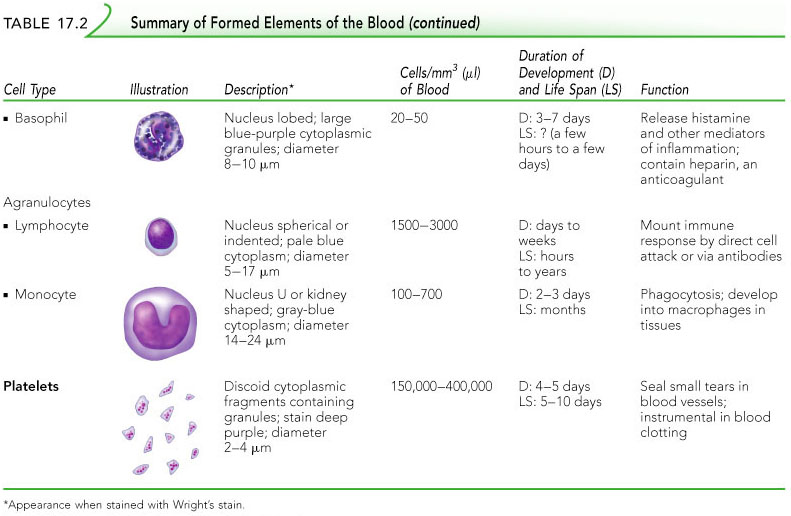 TABLE 17.2 Summary of Formed Elements of the Blood (continued)
Cell Type Illustration Description* Cells/mm³ (μl) of Blood Duration of Development (D) and Life Span (LS) Function
▪ Basophil
Nucleus lobed; large
blue-purple cytoplasmic
granules; diameter
8–10 μm
20–50
D: 3–7 days
LS: ? (a few
hours to a few
days)
Release histamine
and other mediators
of inflammation;
contain heparin, an
anticoagulant
Agranulocytes
▪ Lymphocyte
Nucleus spherical or
indented; pale blue
cytoplasm; diameter
5–17 μm
1500–3000
D: days to
weeks
LS: hours
to years
Mount immune
response by direct cell
attack or via antibodies
▪ Monocyte
Nucleus U or kidney
shaped; gray-blue
cytoplasm; diameter
14–24 μm
100–700
D: 2–3 days
LS: months
Phagocytosis; develop
into macrophages in
tissues
Platelets
Discoid cytoplasmic
fragments containing
granules; stain deep
purple; diameter
2–4 μm
150,000–400,000
D: 4–5 days
LS: 5–10 days
Seal small tears in
blood vessels;
instrumental in blood
clotting
*Appearance when stained with Wright's stain.